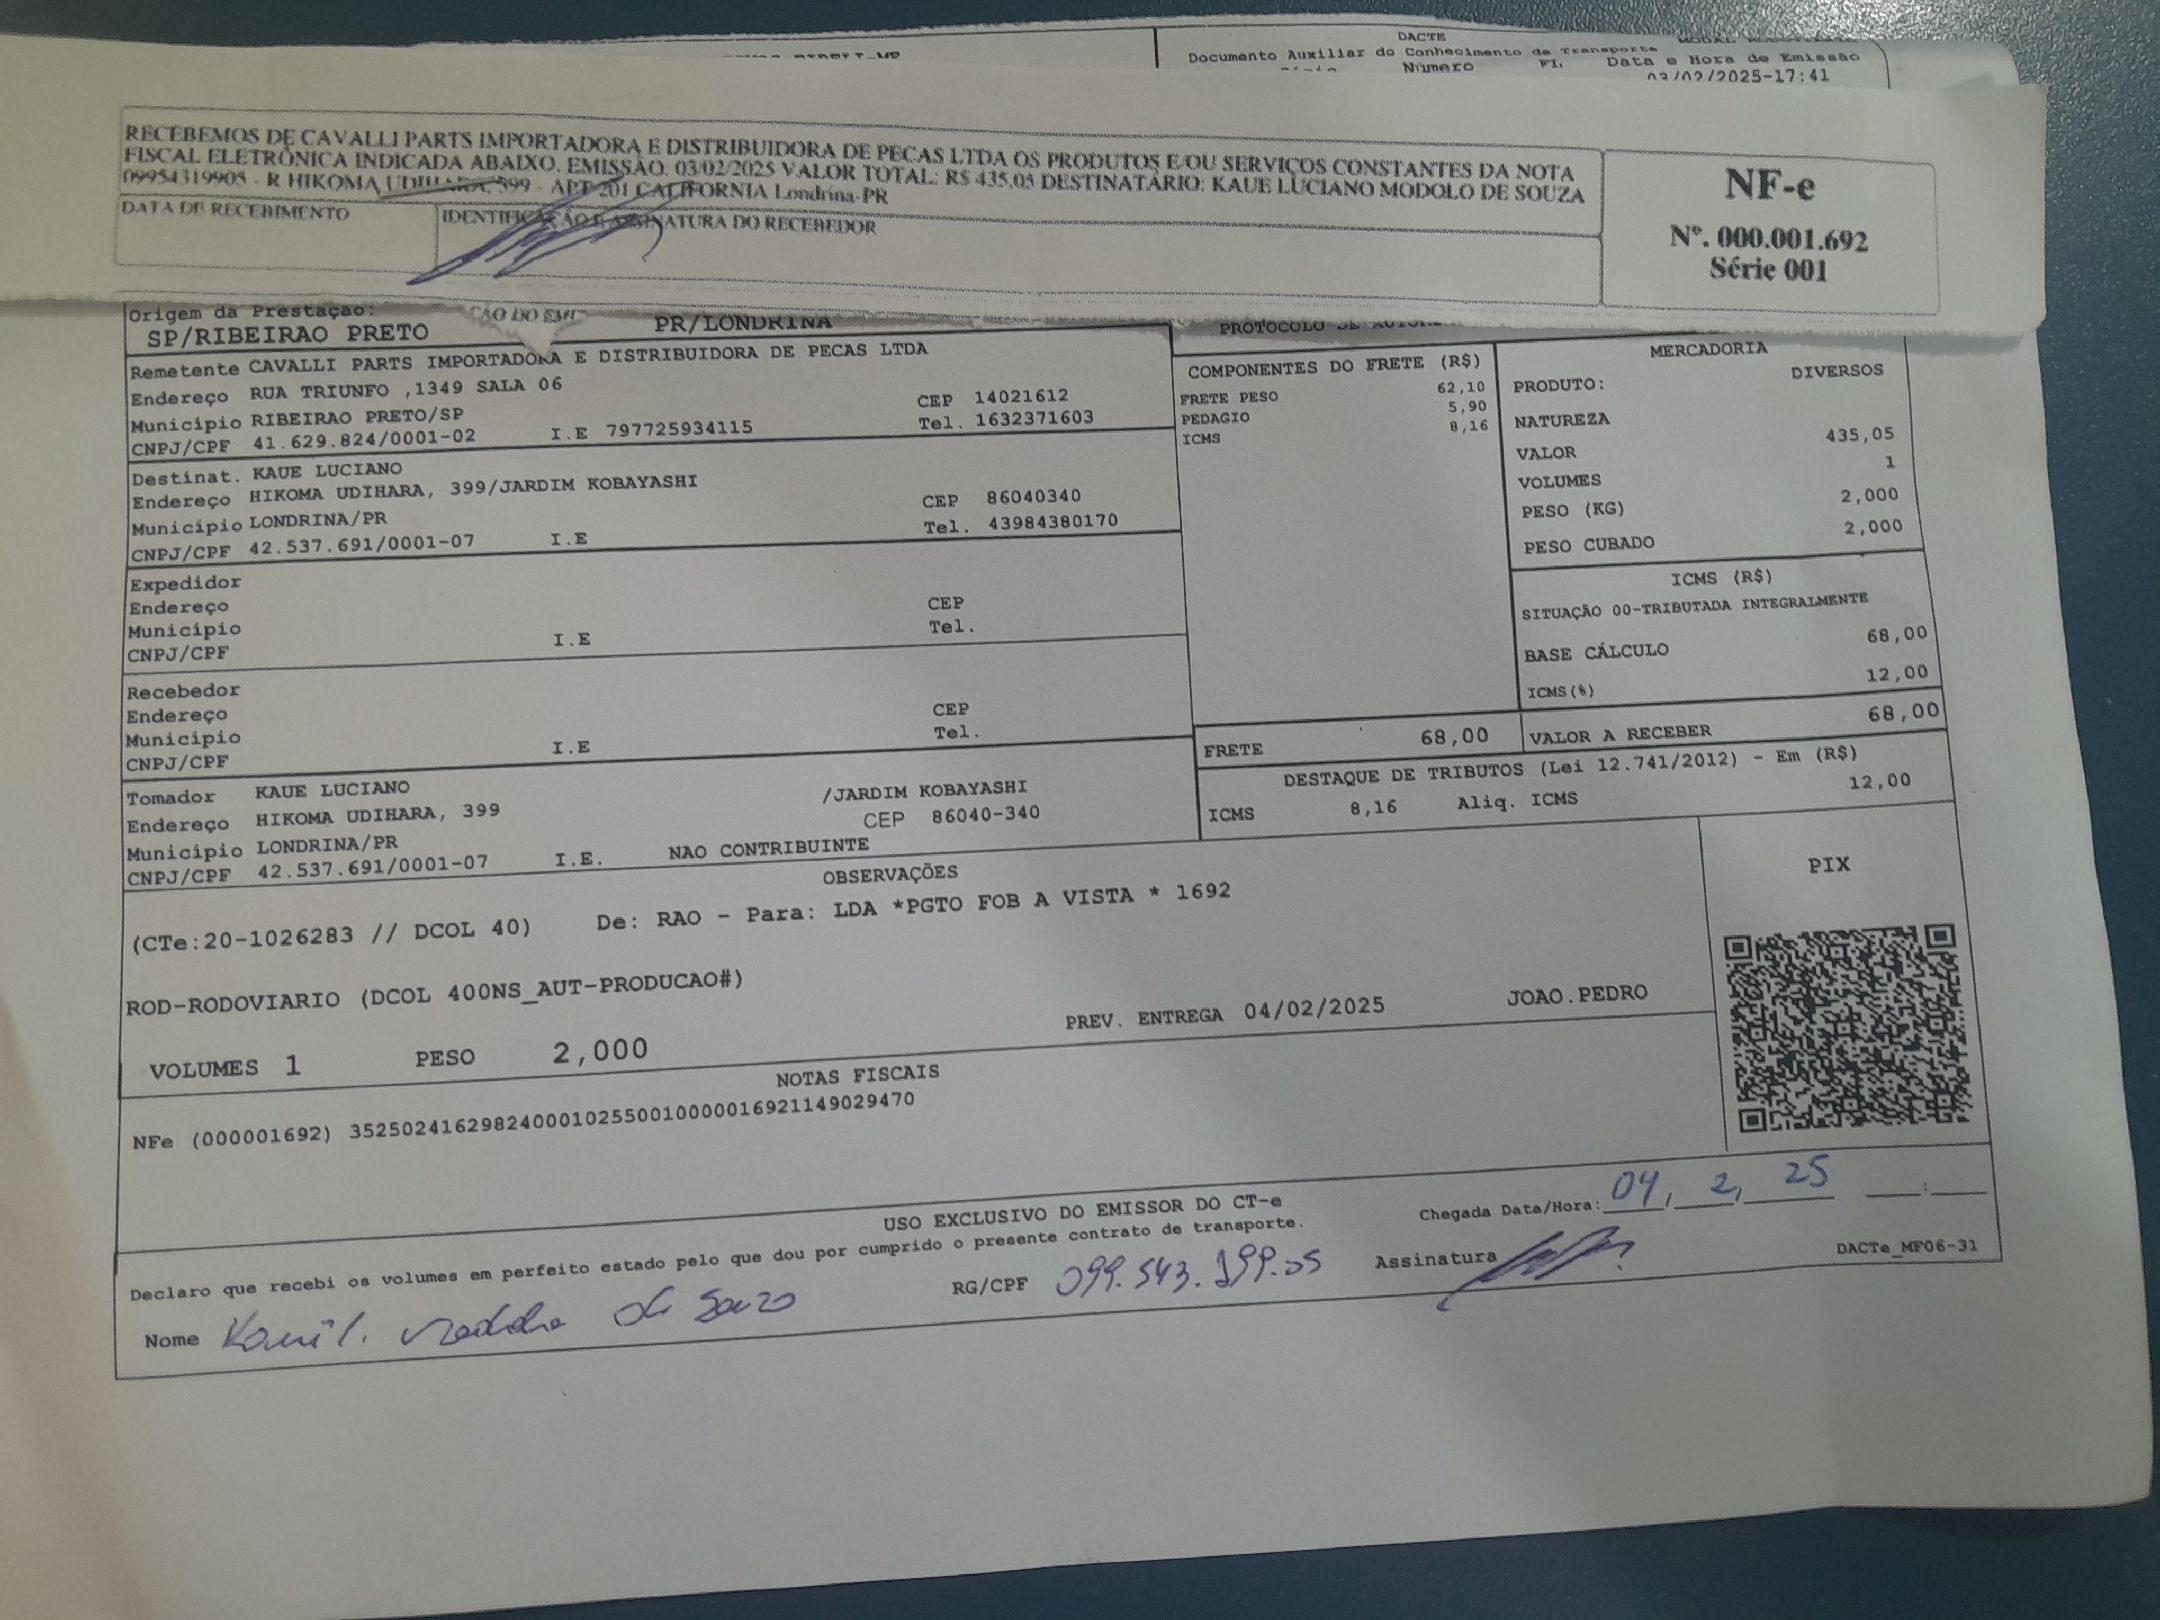 DACTE
Documento Auxiliar do Conhecimento de Transporte
Número Fl. Data e Hora de Emissão
03/02/2025-17:41
RECEBEMOS DE CAVALLI PARTS IMPORTADORA E DISTRIBUIDORA DE PECAS LTDA OS PRODUTOS E/OU SERVIÇOS CONSTANTES DA NOTA
FISCAL ELETRÔNICA INDICADA ABAIXO. EMISSÃO: 03/02/2025 VALOR TOTAL: R$ 435,05 DESTINATÁRIO: KAUE LUCIANO MODOLO DE SOUZA
09954319905 - R HIKOMA UDIHARA, 399 - APT 201 CALIFORNIA Londrina-PR
DATA DE RECEBIMENTO
IDENTIFICAÇÃO E ASSINATURA DO RECEBEDOR
NF-e
Nº. 000.001.692
Série 001
Origem da Prestação:
SP/RIBEIRAO PRETO
ÇÃO DO EMI
PR/LONDRINA
Remetente CAVALLI PARTS IMPORTADORA E DISTRIBUIDORA DE PECAS LTDA
Endereço RUA TRIUNFO ,1349 SALA 06
CEP 14021612
Município RIBEIRAO PRETO/SP
Tel. 1632371603
CNPJ/CPF 41.629.824/0001-02 I.E 797725934115
Destinat. KAUE LUCIANO
Endereço HIKOMA UDIHARA, 399/JARDIM KOBAYASHI
CEP 86040340
Município LONDRINA/PR
Tel. 43984380170
CNPJ/CPF 42.537.691/0001-07 I.E
Expedidor
Endereço
CEP
Município
Tel.
CNPJ/CPF I.E
Recebedor
Endereço
CEP
Município
Tel.
CNPJ/CPF I.E
Tomador KAUE LUCIANO
Endereço HIKOMA UDIHARA, 399 /JARDIM KOBAYASHI
Município LONDRINA/PR CEP 86040-340
CNPJ/CPF 42.537.691/0001-07 I.E. NAO CONTRIBUINTE
PROTOCOLO DE
COMPONENTES DO FRETE (R$)
FRETE PESO 62,10
PEDAGIO 5,90
ICMS 8,16
MERCADORIA
PRODUTO: DIVERSOS
NATUREZA
VALOR 435,05
VOLUMES 1
PESO (KG) 2,000
PESO CUBADO 2,000
ICMS (R$)
SITUAÇÃO 00-TRIBUTADA INTEGRALMENTE
BASE CÁLCULO 68,00
ICMS(%) 12,00
FRETE 68,00
VALOR A RECEBER 68,00
DESTAQUE DE TRIBUTOS (Lei 12.741/2012) - Em (R$)
ICMS 8,16 Aliq. ICMS 12,00
OBSERVAÇÕES
(CTe:20-1026283 // DCOL 40) De: RAO - Para: LDA *PGTO FOB A VISTA * 1692
ROD-RODOVIARIO (DCOL 400NS_AUT-PRODUCAO#)
PREV. ENTREGA 04/02/2025 JOAO.PEDRO
VOLUMES 1 PESO 2,000
PIX
NOTAS FISCAIS
NFe (000001692) 35250241629824000102550010000016921149029470
USO EXCLUSIVO DO EMISSOR DO CT-e
Chegada Data/Hora: 04/ 2/ 25 :
Declaro que recebi os volumes em perfeito estado pelo que dou por cumprido o presente contrato de transporte.
Nome de Souza
RG/CPF 099.543.199.05
Assinatura
DACTe_MF06-31